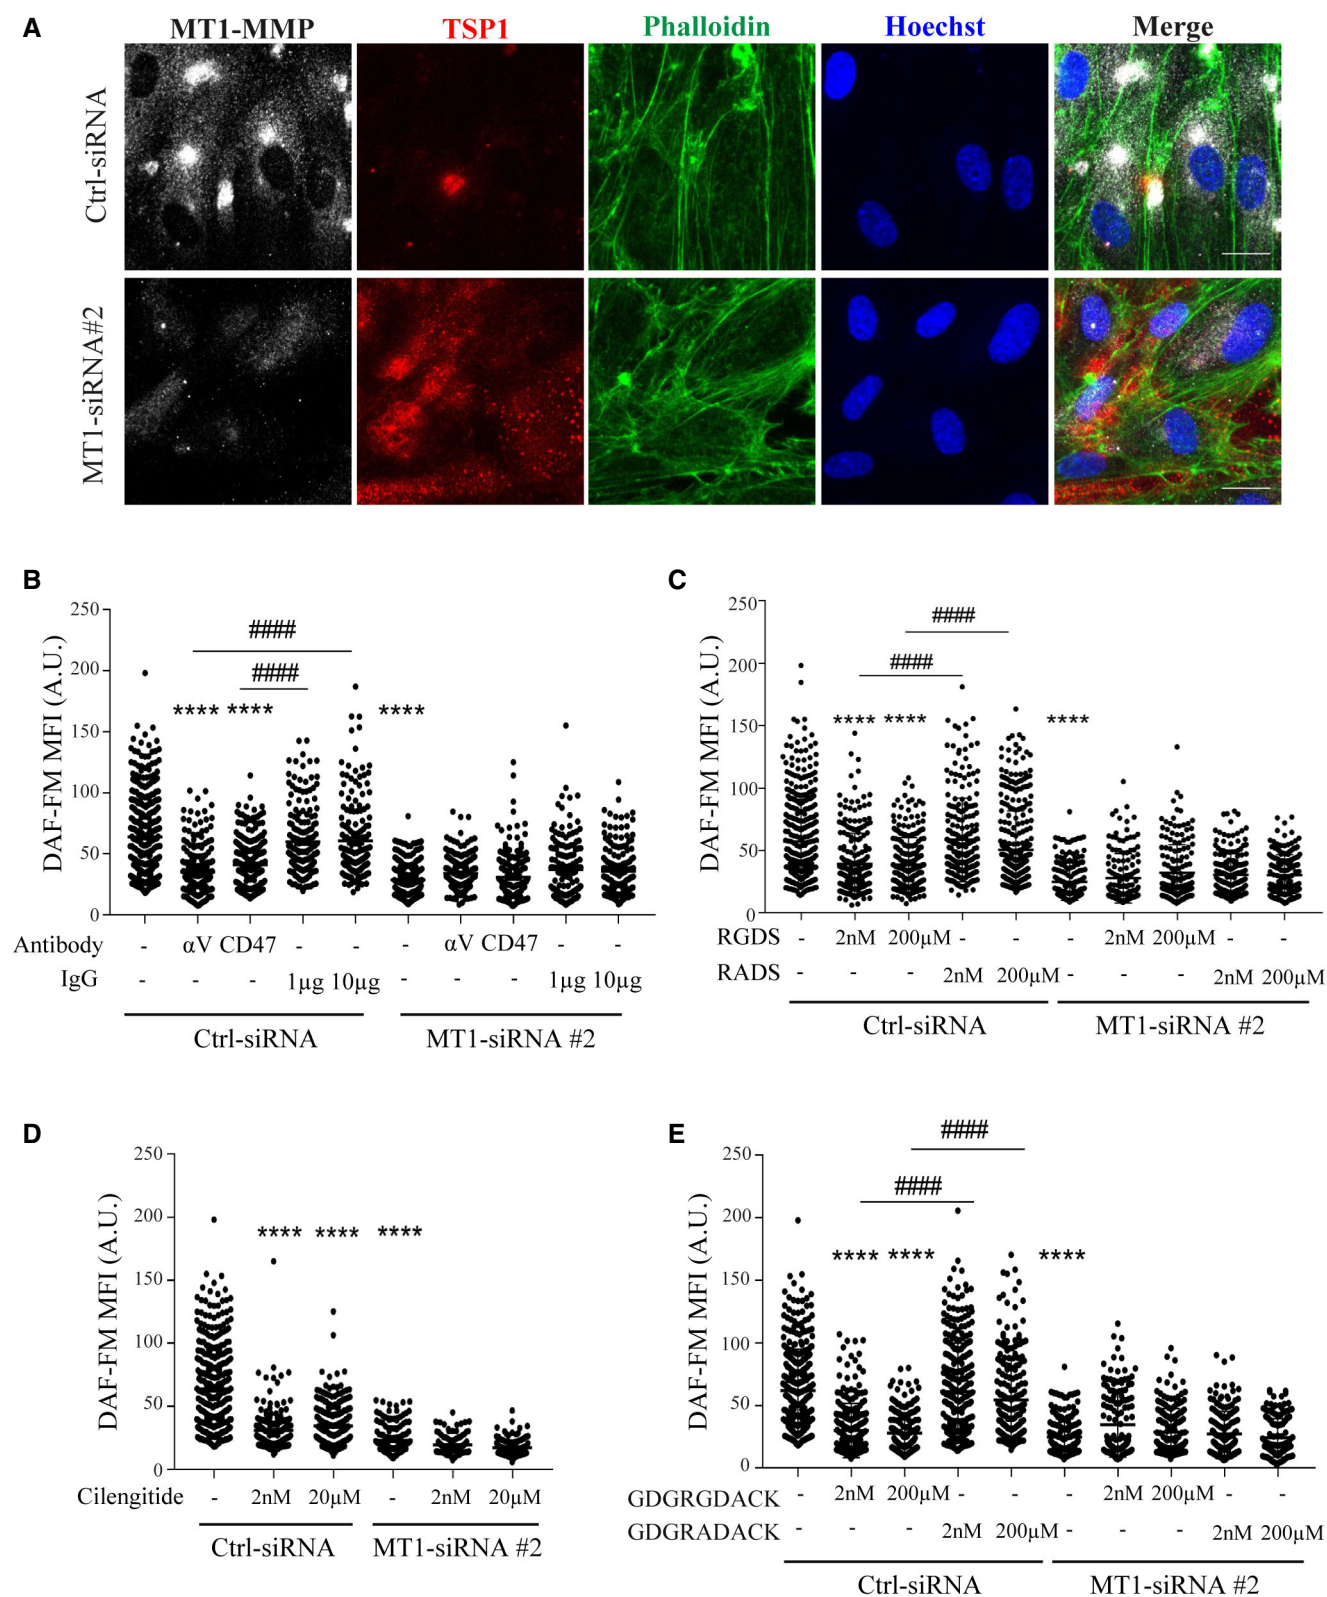 A
MT1-MMP TSP1 Phalloidin Hoechst Merge
Ctrl-siRNA
MT1-siRNA#2
B
DAF-FM MFI (A.U.)
250
200
150
100
50
0
####
####
**** **** ****
Antibody - αV CD47 - - - αV CD47 - -
IgG - - - 1µg 10µg - - - 1µg 10µg
Ctrl-siRNA MT1-siRNA #2
C
DAF-FM MFI (A.U.)
250
200
150
100
50
0
####
####
**** **** ****
RGDS - 2nM 200µM - - - 2nM 200µM - -
RADS - - - 2nM 200µM - - - 2nM 200µM
Ctrl-siRNA MT1-siRNA #2
D
DAF-FM MFI (A.U.)
250
200
150
100
50
0
**** **** ****
Cilengitide - 2nM 20µM - 2nM 20µM
Ctrl-siRNA MT1-siRNA #2
E
DAF-FM MFI (A.U.)
250
200
150
100
50
0
####
####
**** **** ****
GDGRGDACK - 2nM 200µM - - - 2nM 200µM - -
GDGRADACK - - - 2nM 200µM - - - 2nM 200µM
Ctrl-siRNA MT1-siRNA #2